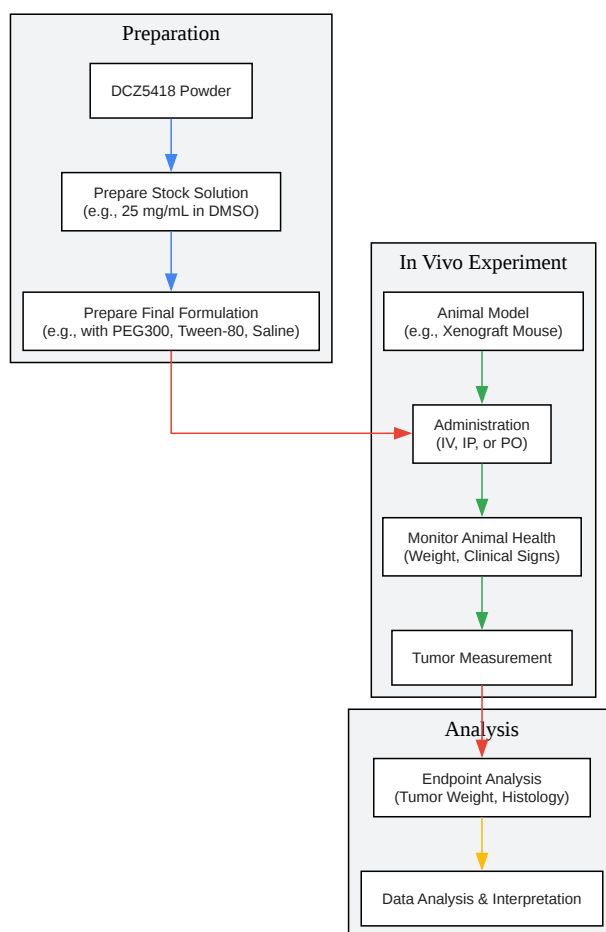 Preparation
DCZ5418 Powder
Prepare Stock Solution
(e.g., 25 mg/mL in DMSO)
Prepare Final Formulation
(e.g., with PEG300, Tween-80, Saline)
In Vivo Experiment
Animal Model
(e.g., Xenograft Mouse)
Administration
(IV, IP, or PO)
Monitor Animal Health
(Weight, Clinical Signs)
Tumor Measurement
Analysis
Endpoint Analysis
(Tumor Weight, Histology)
Data Analysis & Interpretation